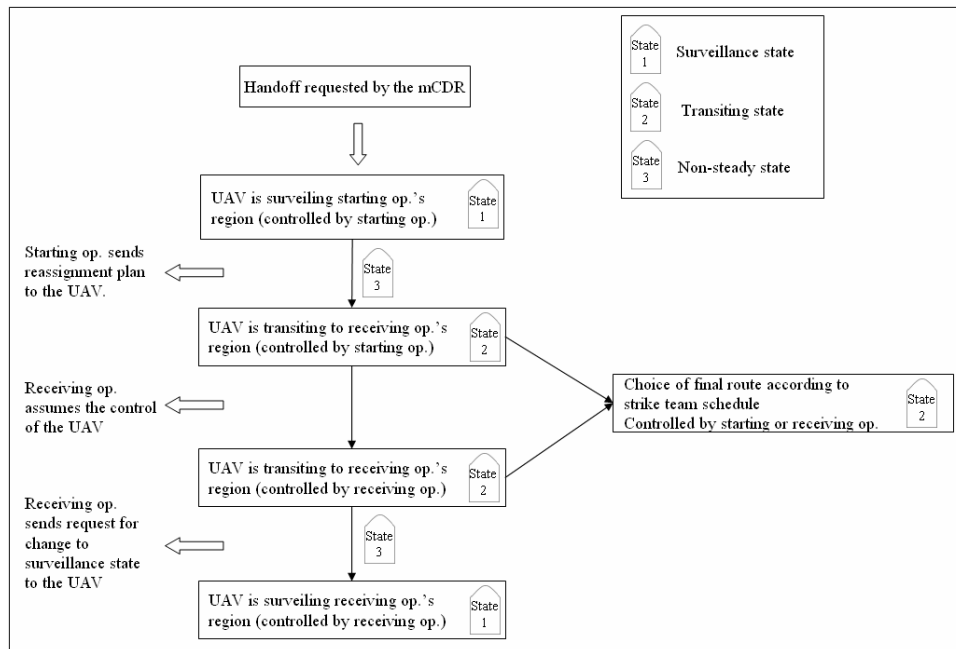 Handoff requested by the mCDR
State
1
Surveillance state
State
2
Transiting state
State
3
Non-steady state
UAV is surveiling starting op.'s
region (controlled by starting op.)
State
1
Starting op. sends
reassignment plan
to the UAV.
State
3
UAV is transiting to receiving op.'s
region (controlled by starting op.)
State
2
Receiving op.
assumes the control
of the UAV
Choice of final route according to
strike team schedule
Controlled by starting or receiving op.
State
2
UAV is transiting to receiving op.'s
region (controlled by receiving op.)
State
2
Receiving op.
sends request for
change to
surveillance state
to the UAV
State
3
UAV is surveiling receiving op.'s
region (controlled by receiving op.)
State
1